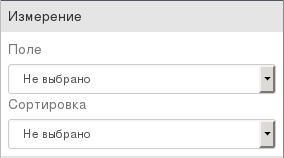 Измерение
Поле
Не выбрано
Сортировка
Не выбрано